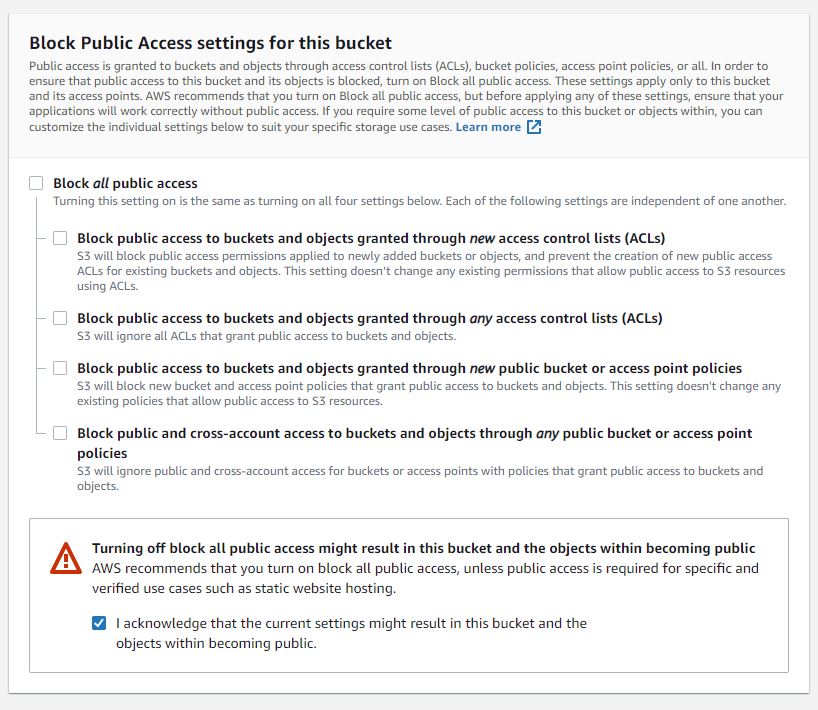 Block Public Access settings for this bucket
Public access is granted to buckets and objects through access control lists (ACLs), bucket policies, access point policies, or all. In order to
ensure that public access to this bucket and its objects is blocked, turn on Block all public access. These settings apply only to this bucket
and its access points. AWS recommends that you turn on Block all public access, but before applying any of these settings, ensure that your
applications will work correctly without public access. If you require some level of public access to this bucket or objects within, you can
customize the individual settings below to suit your specific storage use cases. Learn more
Block all public access
Turning this setting on is the same as turning on all four settings below. Each of the following settings are independent of one another.
Block public access to buckets and objects granted through new access control lists (ACLs)
S3 will block public access permissions applied to newly added buckets or objects, and prevent the creation of new public access
ACLs for existing buckets and objects. This setting doesn't change any existing permissions that allow public access to S3 resources
using ACLs.
Block public access to buckets and objects granted through any access control lists (ACLs)
S3 will ignore all ACLs that grant public access to buckets and objects.
Block public access to buckets and objects granted through new public bucket or access point policies
S3 will block new bucket and access point policies that grant public access to buckets and objects. This setting doesn't change any
existing policies that allow public access to S3 resources.
Block public and cross-account access to buckets and objects through any public bucket or access point
policies
S3 will ignore public and cross-account access for buckets or access points with policies that grant public access to buckets and
objects.
Turning off block all public access might result in this bucket and the objects within becoming public
AWS recommends that you turn on block all public access, unless public access is required for specific and
verified use cases such as static website hosting.
I acknowledge that the current settings might result in this bucket and the
objects within becoming public.